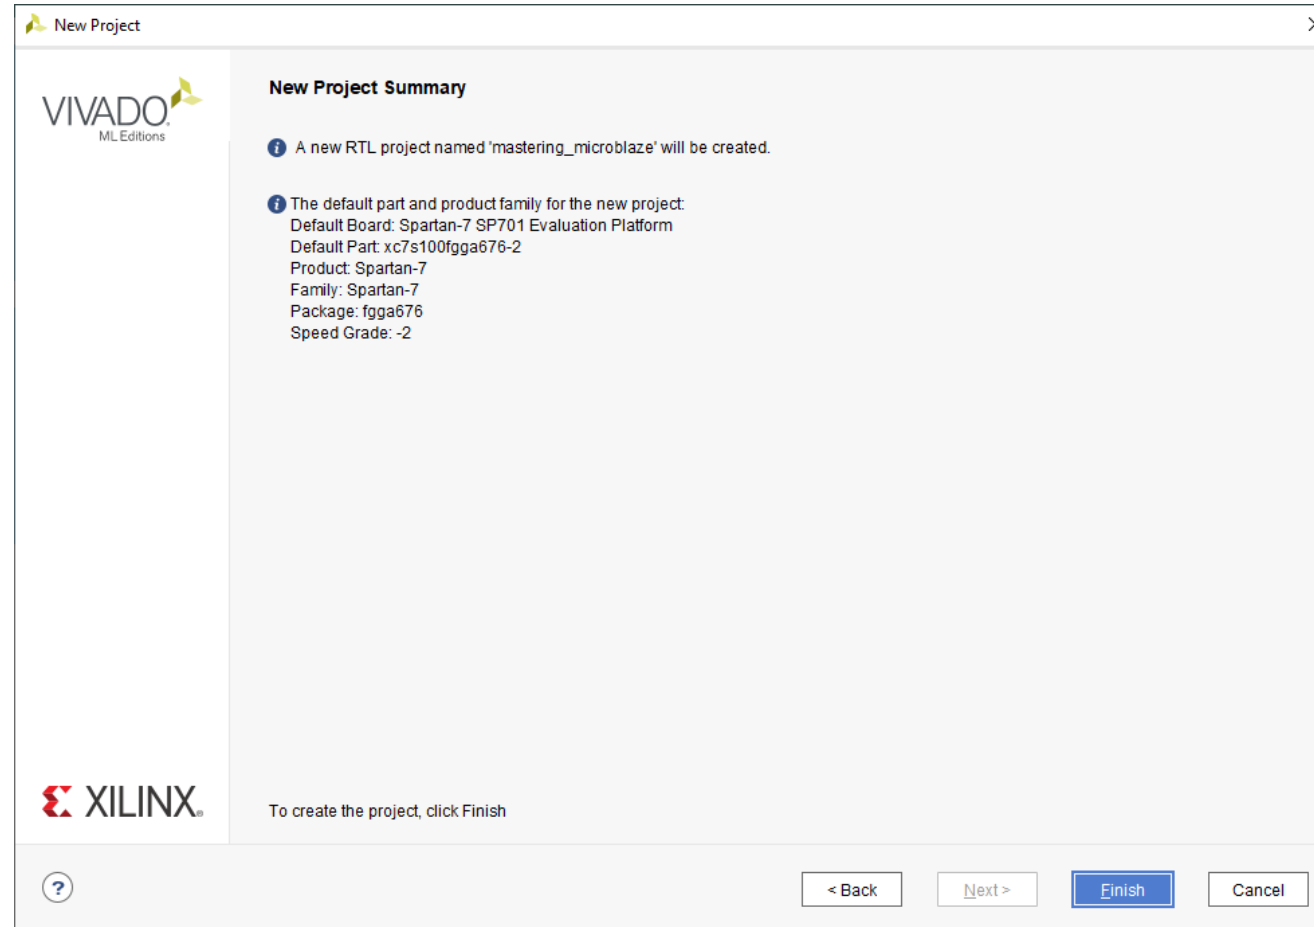 New Project
VIVADO.
ML Editions
New Project Summary
A new RTL project named 'mastering_microblaze' will be created.
The default part and product family for the new project:
Default Board: Spartan-7 SP701 Evaluation Platform
Default Part: xc7s100fgga676-2
Product: Spartan-7
Family: Spartan-7
Package: fgga676
Speed Grade: -2
XILINX.
To create the project, click Finish
?
< Back
Next >
Finish
Cancel